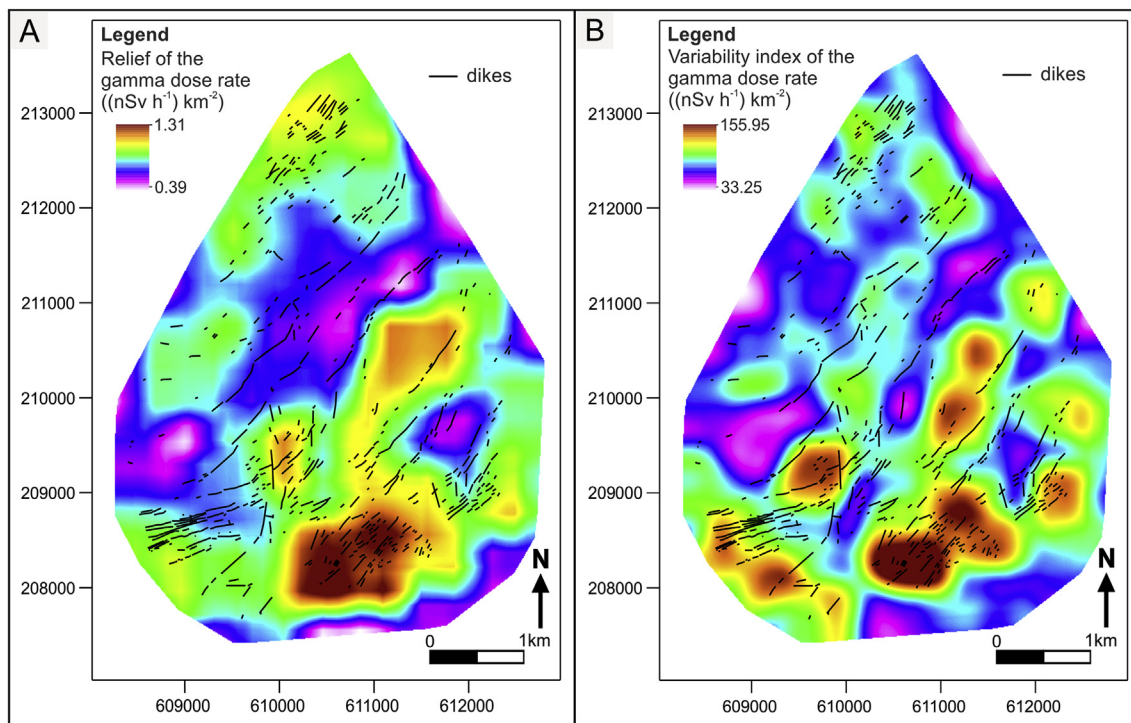 A
Legend
Relief of the
gamma dose rate
((nSv h⁻¹) km⁻²)
1.31
0.39
dikes
213000
212000
211000
210000
209000
208000
N
0 1km
609000 610000 611000 612000
B
Legend
Variability index of the
gamma dose rate
((nSv h⁻¹) km⁻²)
155.95
33.25
dikes
213000
212000
211000
210000
209000
208000
N
0 1km
609000 610000 611000 612000